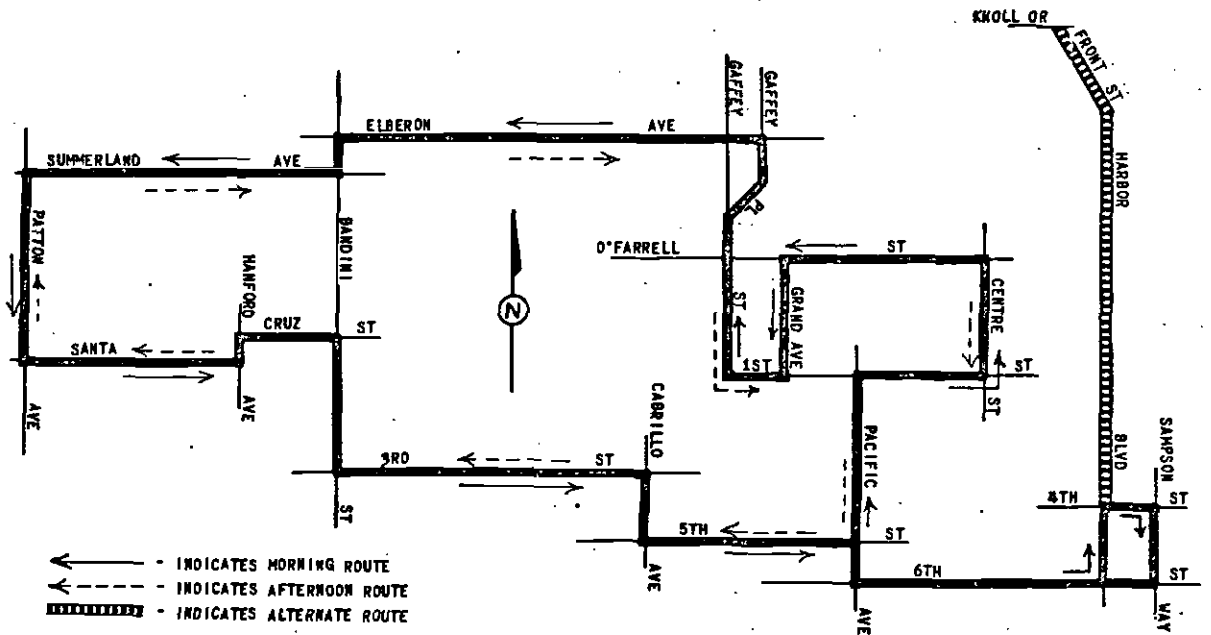 KNOLL DR
FRONT ST
GAFFEY
GAFFEY
ELBERON AVE
SUMMERLAND AVE
HARBOR
PL
PATTON
BANDINI
O'FARRELL ST
HANFORD
ST
GRAND AVE
CENTRE
CRUZ ST
SANTA
1ST ST
ST
CABRILLO
AVE
AVE
PACIFIC
BLVD
SAMPSON
3RD ST
4TH ST
N
ST
5TH ST
AVE
6TH ST
AVE
WAY
- INDICATES MORNING ROUTE
- INDICATES AFTERNOON ROUTE
- INDICATES ALTERNATE ROUTE